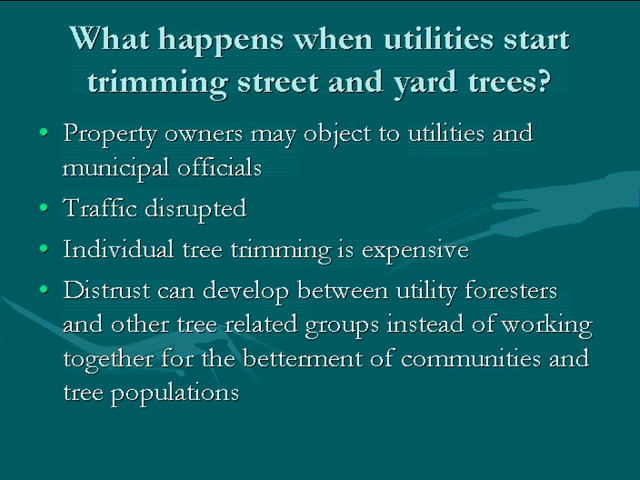 What happens when utilities start
trimming street and yard trees?
• Property owners may object to utilities and
municipal officials
• Traffic disrupted
• Individual tree trimming is expensive
• Distrust can develop between utility foresters
and other tree related groups instead of working
together for the betterment of communities and
tree populations